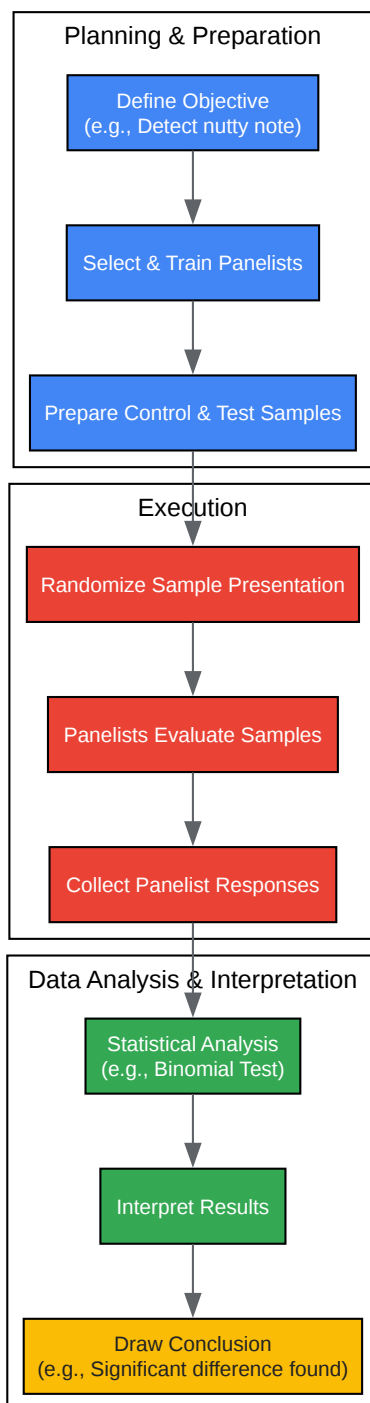 Planning & Preparation
Define Objective
(e.g., Detect nutty note)
Select & Train Panelists
Prepare Control & Test Samples
Execution
Randomize Sample Presentation
Panelists Evaluate Samples
Collect Panelist Responses
Data Analysis & Interpretation
Statistical Analysis
(e.g., Binomial Test)
Interpret Results
Draw Conclusion
(e.g., Significant difference found)